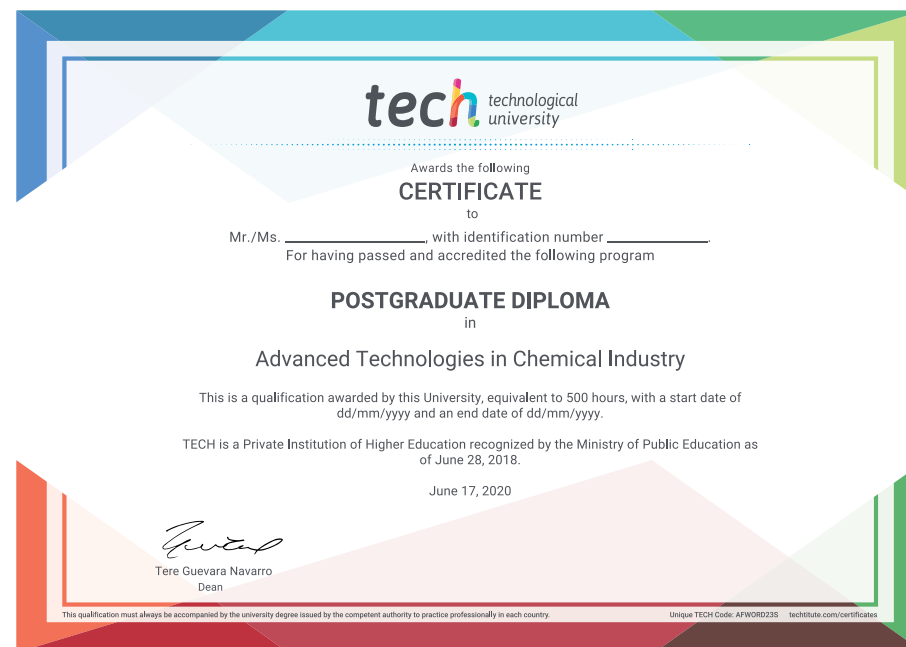 tech technological
university
Awards the following
CERTIFICATE
to
Mr./Ms. ____________________, with identification number ______________.
For having passed and accredited the following program
POSTGRADUATE DIPLOMA
in
Advanced Technologies in Chemical Industry
This is a qualification awarded by this University, equivalent to 500 hours, with a start date of
dd/mm/yyyy and an end date of dd/mm/yyyy.
TECH is a Private Institution of Higher Education recognized by the Ministry of Public Education as
of June 28, 2018.
June 17, 2020
Tere Guevara Navarro
Dean
This qualification must always be accompanied by the university degree issued by the competent authority to practice professionally in each country.
Unique TECH Code: AFWORD23S techtitute.com/certificates